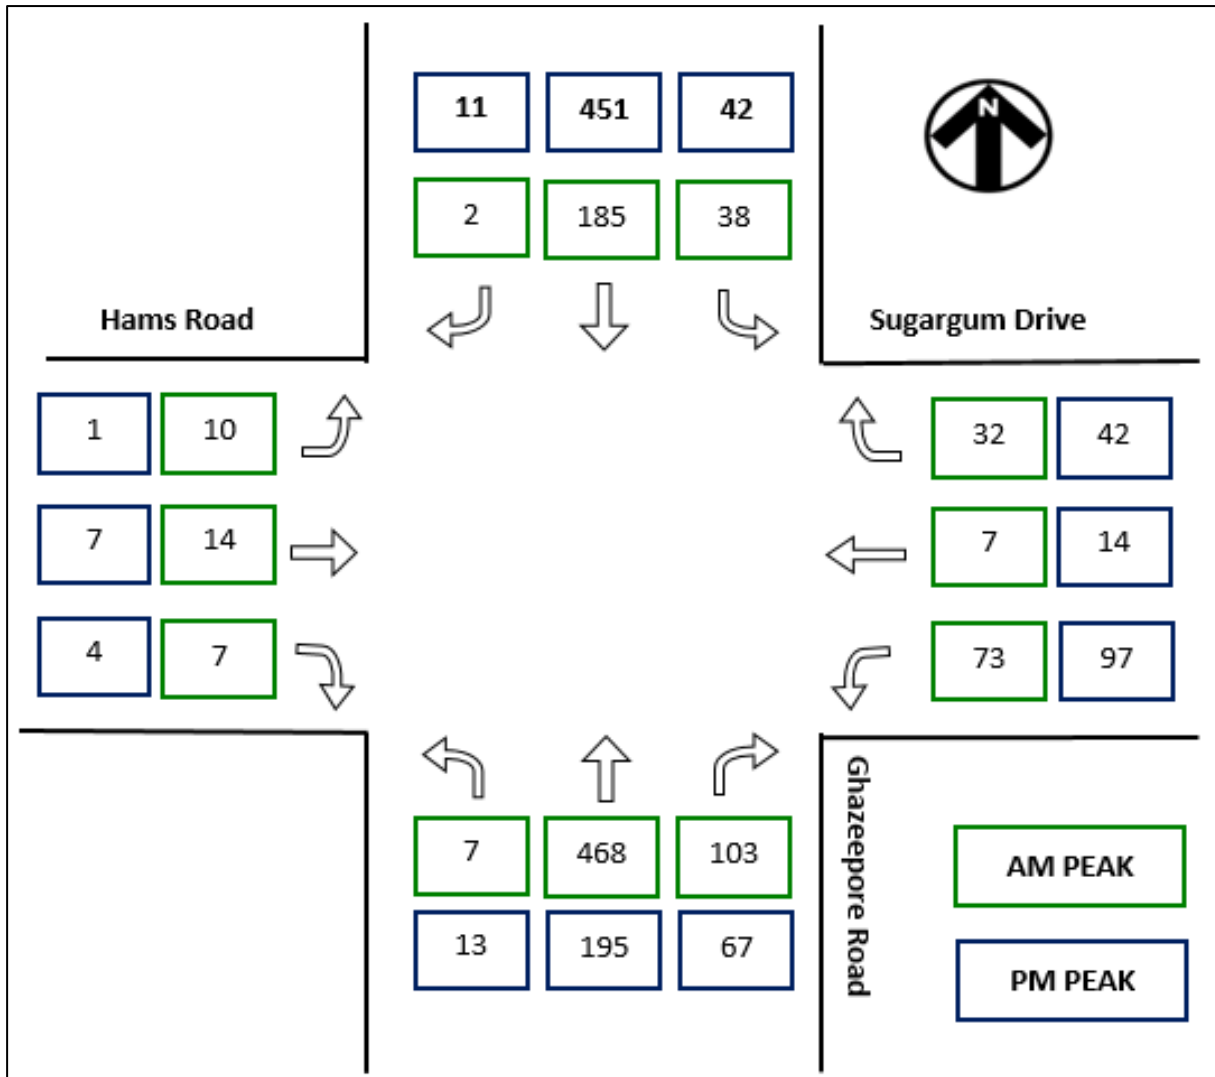 11 451 42
N
2 185 38
Hams Road
Sugargum Drive
1 10
32 42
7 14
7 14
4 7
73 97
7 468 103
13 195 67
Ghazeepore Road
AM PEAK
PM PEAK